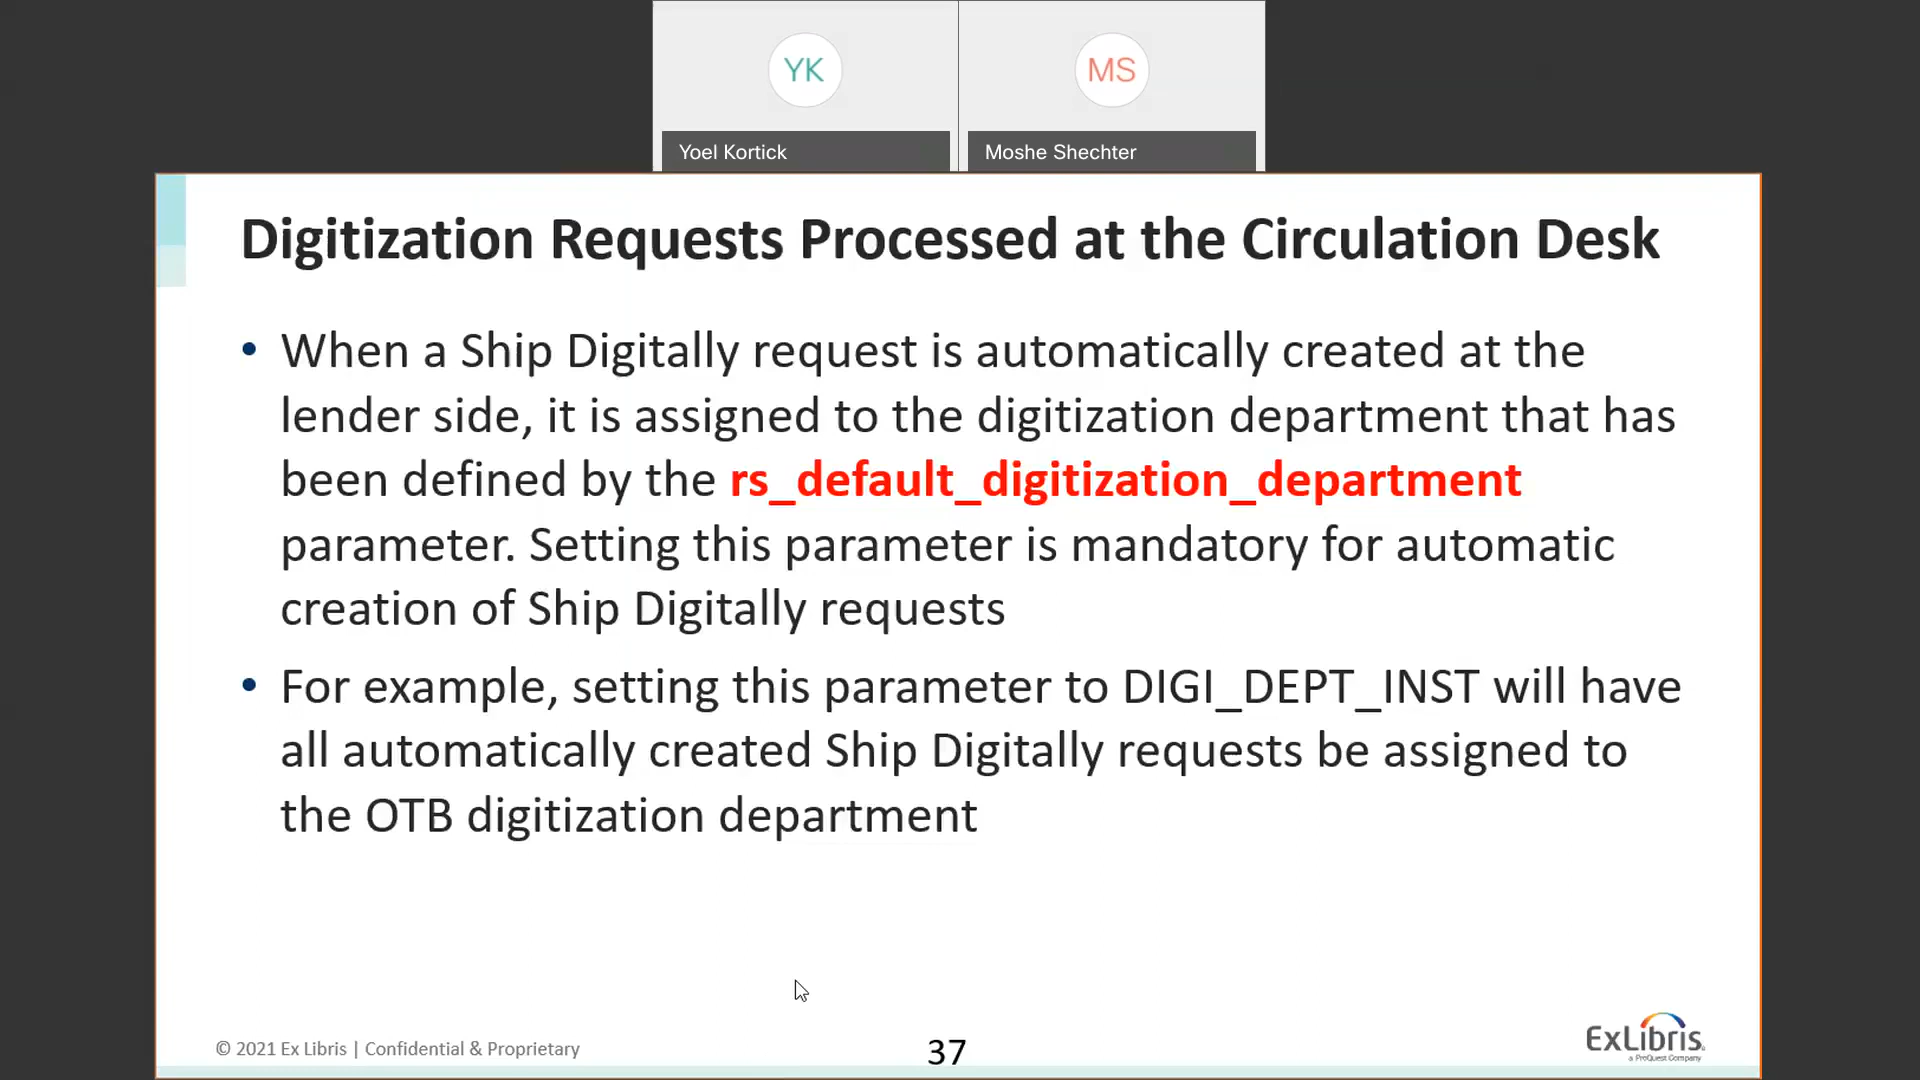 YK
MS
Yoel Kortick
Moshe Shechter
Digitization Requests Processed at the Circulation Desk
• When a Ship Digitally request is automatically created at the
lender side, it is assigned to the digitization department that has
been defined by the rs_default_digitization_department
parameter. Setting this parameter is mandatory for automatic
creation of Ship Digitally requests
• For example, setting this parameter to DIGI_DEPT_INST will have
all automatically created Ship Digitally requests be assigned to
the OTB digitization department
© 2021 Ex Libris | Confidential & Proprietary
37
ExLibris
a ProQuest Company